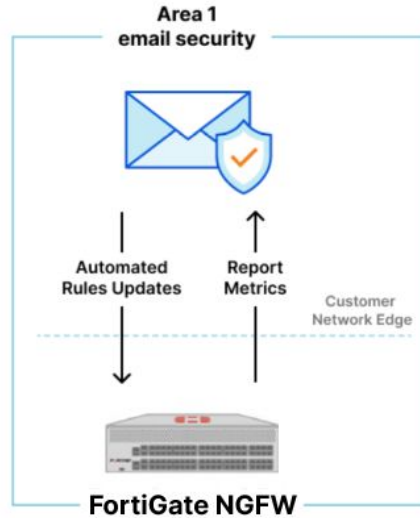 Area 1
email security
Automated
Rules Updates
Report
Metrics
Customer
Network Edge
FortiGate NGFW